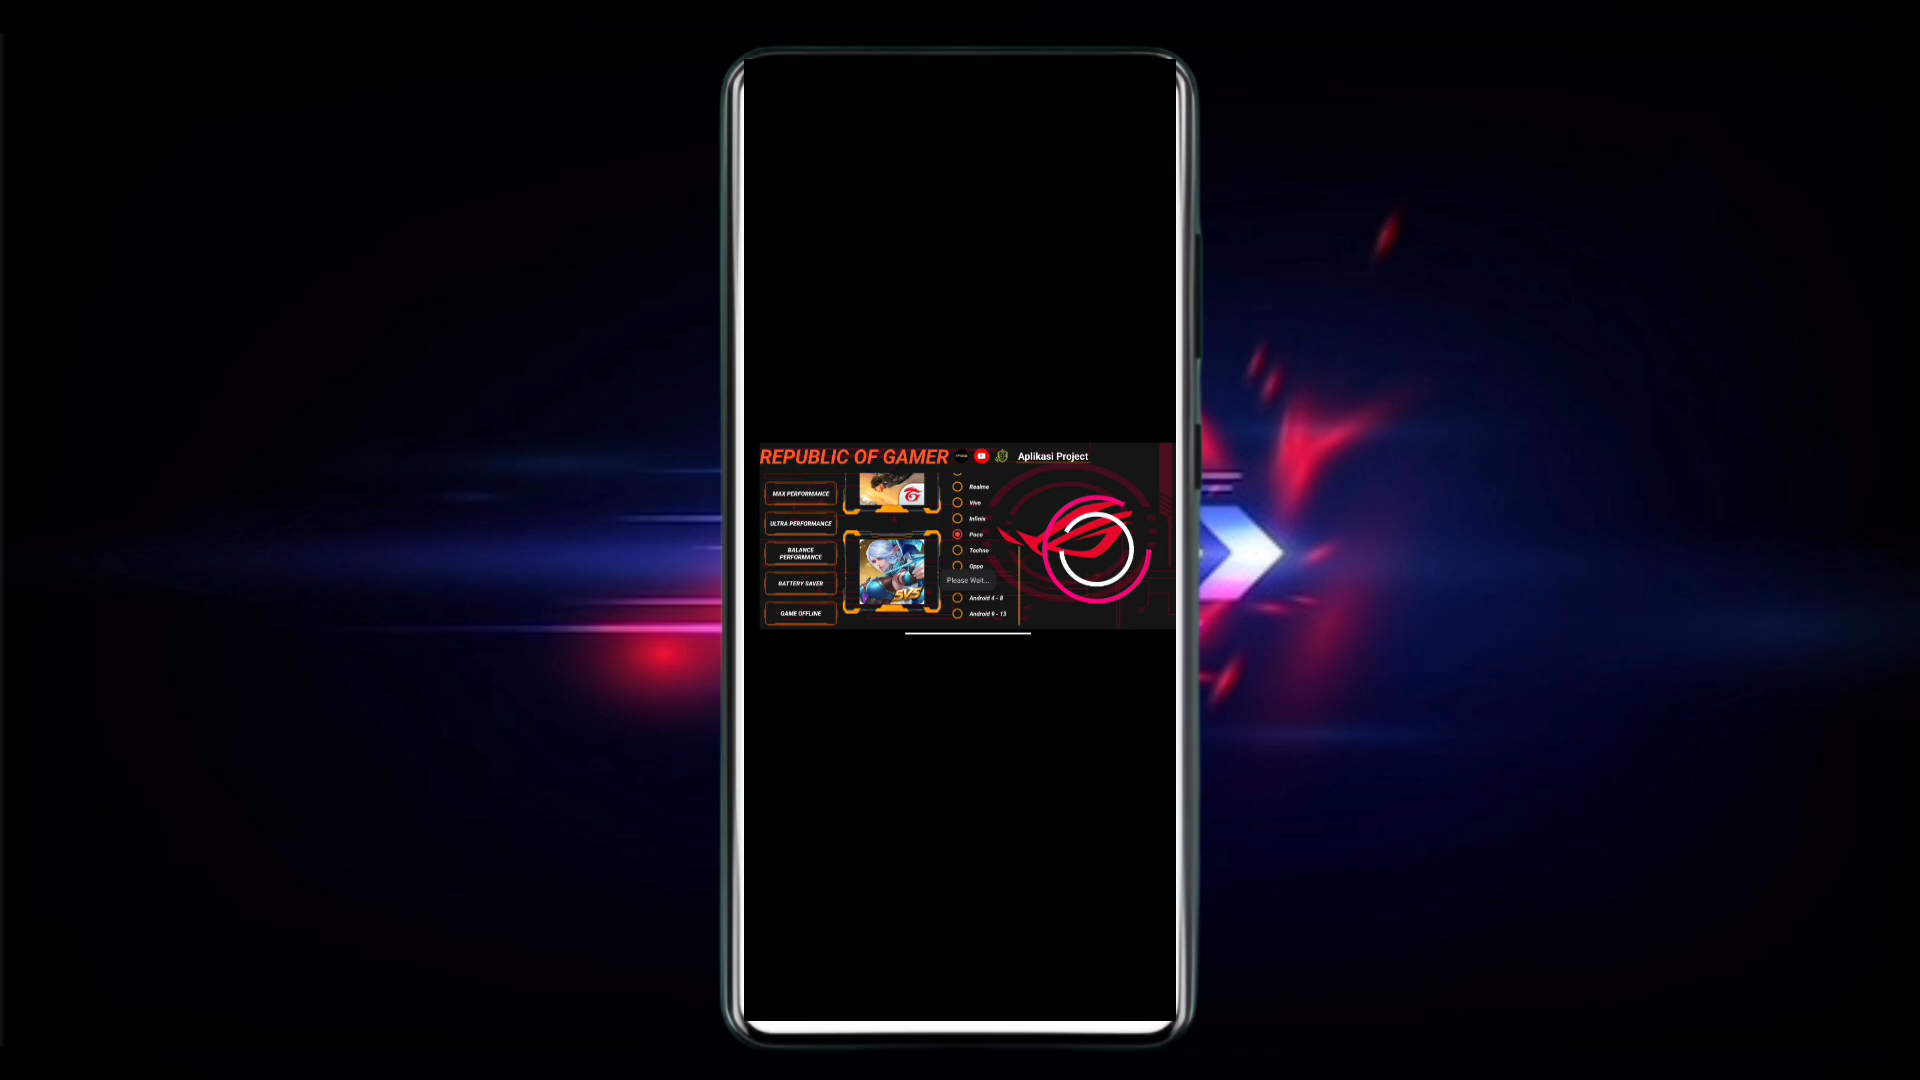 REPUBLIC OF GAMER
Aplikasi Project
MAX PERFORMANCE
ULTRA PERFORMANCE
BALANCE
PERFORMANCE
BATTERY SAVER
GAME OFFLINE
5V5
Realme
Vivo
Infinix
Poco
Techno
Oppo
Please Wait...
Android 4 - 8
Android 9 - 13